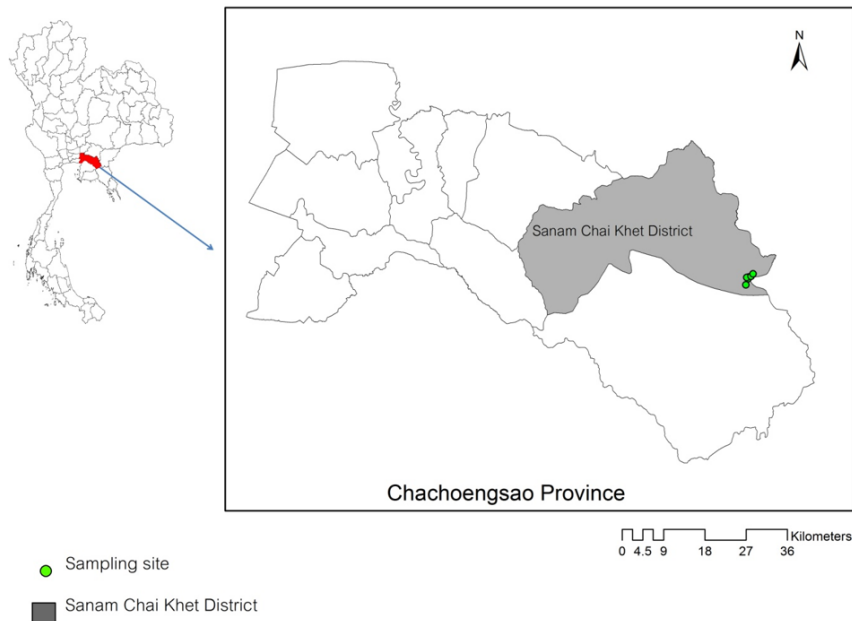 N
Sanam Chai Khet District
Chachoengsao Province
Kilometers
0 4.5 9 18 27 36
Sampling site
Sanam Chai Khet District